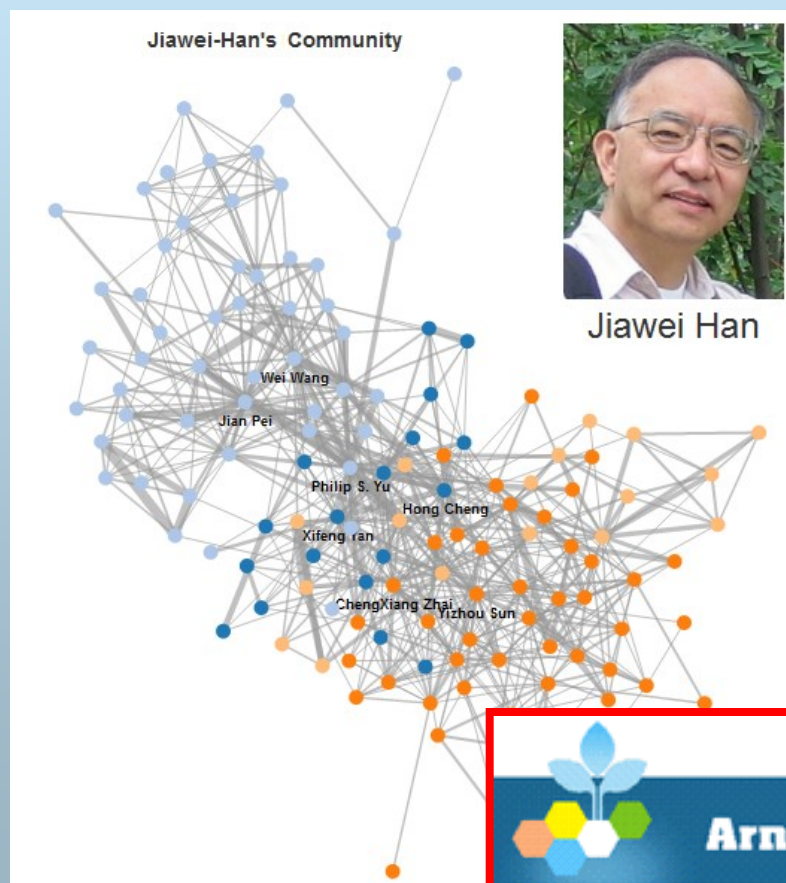 Jiawei-Han's Community
Jiawei Han
Wei Wang
Jian Pei
Philip S. Yu
Hong Cheng
Xifeng Yan
ChengXiang Zhai
Yizhou Sun
Arn